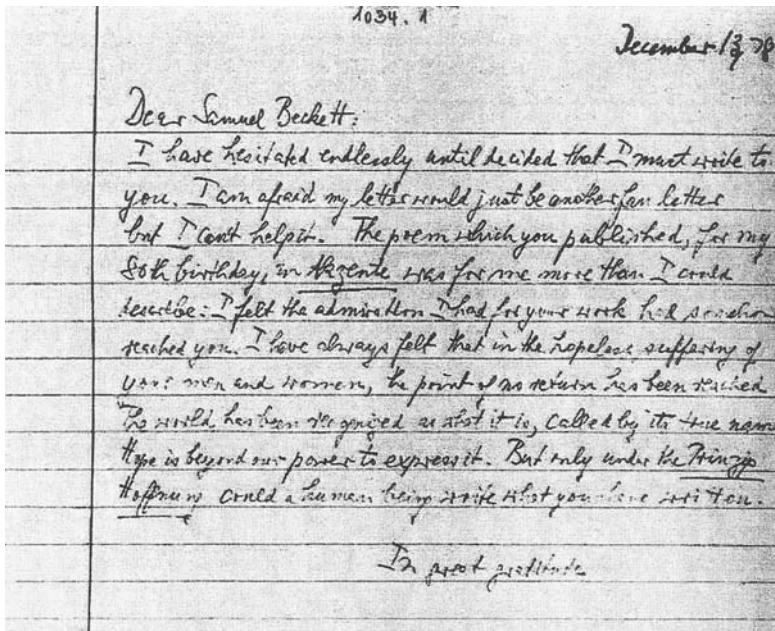 1034. 1
December 13, 78
Dear Samuel Beckett:
I have hesitated endlessly until decided that I must write to
you. I am afraid my letter would just be another fan letter
but I can't help it. The poem which you published, for my
80th birthday, in Akzente was for me more than I could
describe: I felt the admiration I had for your work had somehow
reached you. I have always felt that in the hopeless suffering of
your men and women, the point of no return has been reached
The world has been recognized as what it is, called by its true name
Hope is beyond our power to express it. But only under the Prinzip
Hoffnung could a human being write what you have written.
In great gratitude